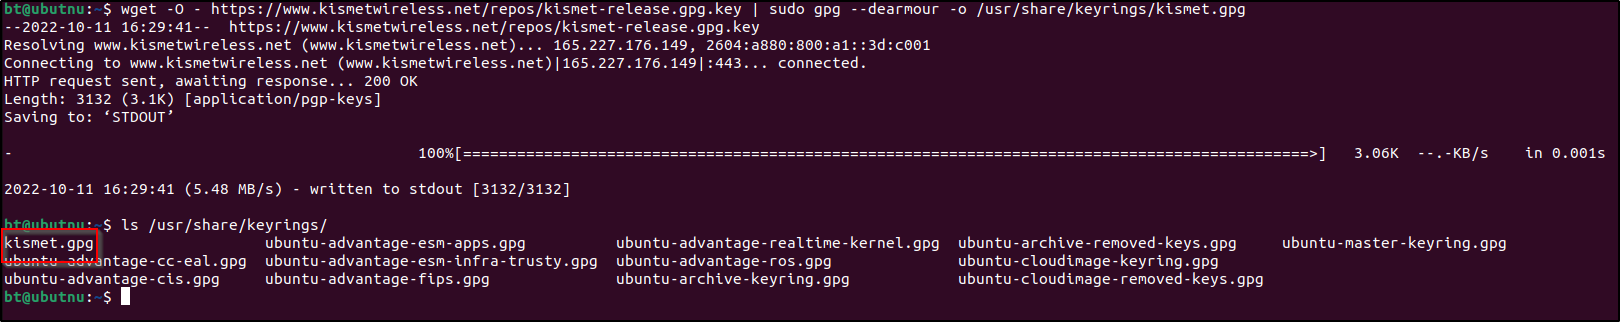 bt@ubutnu:~$ wget -O - https://www.kismetwireless.net/repos/kismet-release.gpg.key | sudo gpg --dearmour -o /usr/share/keyrings/kismet.gpg
--2022-10-11 16:29:41--  https://www.kismetwireless.net/repos/kismet-release.gpg.key
Resolving www.kismetwireless.net (www.kismetwireless.net)... 165.227.176.149, 2604:a880:800:a1::3d:c001
Connecting to www.kismetwireless.net (www.kismetwireless.net)|165.227.176.149|:443... connected.
HTTP request sent, awaiting response... 200 OK
Length: 3132 (3.1K) [application/pgp-keys]
Saving to: ‘STDOUT’
- 100%[==============================================================================================>] 3.06K --.-KB/s in 0.001s
2022-10-11 16:29:41 (5.48 MB/s) - written to stdout [3132/3132]
bt@ubutnu:~$ ls /usr/share/keyrings/
kismet.gpg ubuntu-advantage-esm-apps.gpg ubuntu-advantage-realtime-kernel.gpg ubuntu-archive-removed-keys.gpg ubuntu-master-keyring.gpg
ubuntu-advantage-cc-eal.gpg ubuntu-advantage-esm-infra-trusty.gpg ubuntu-advantage-ros.gpg ubuntu-cloudimage-keyring.gpg
ubuntu-advantage-cis.gpg ubuntu-advantage-fips.gpg ubuntu-archive-keyring.gpg ubuntu-cloudimage-removed-keys.gpg
bt@ubutnu:~$